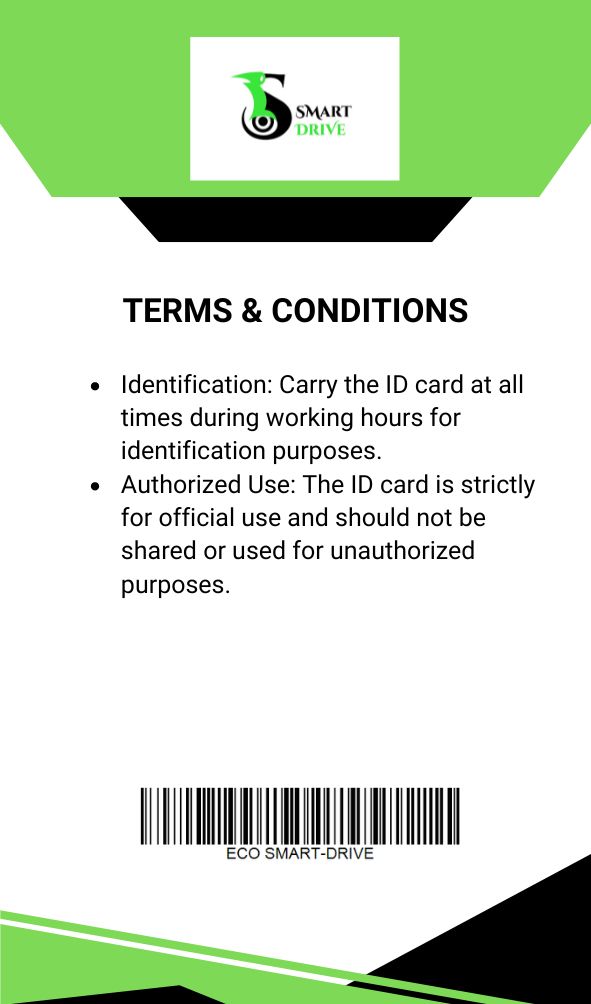 SMART
DRIVE
TERMS & CONDITIONS
• Identification: Carry the ID card at all
times during working hours for
identification purposes.
• Authorized Use: The ID card is strictly
for official use and should not be
shared or used for unauthorized
purposes.
ECO SMART-DRIVE